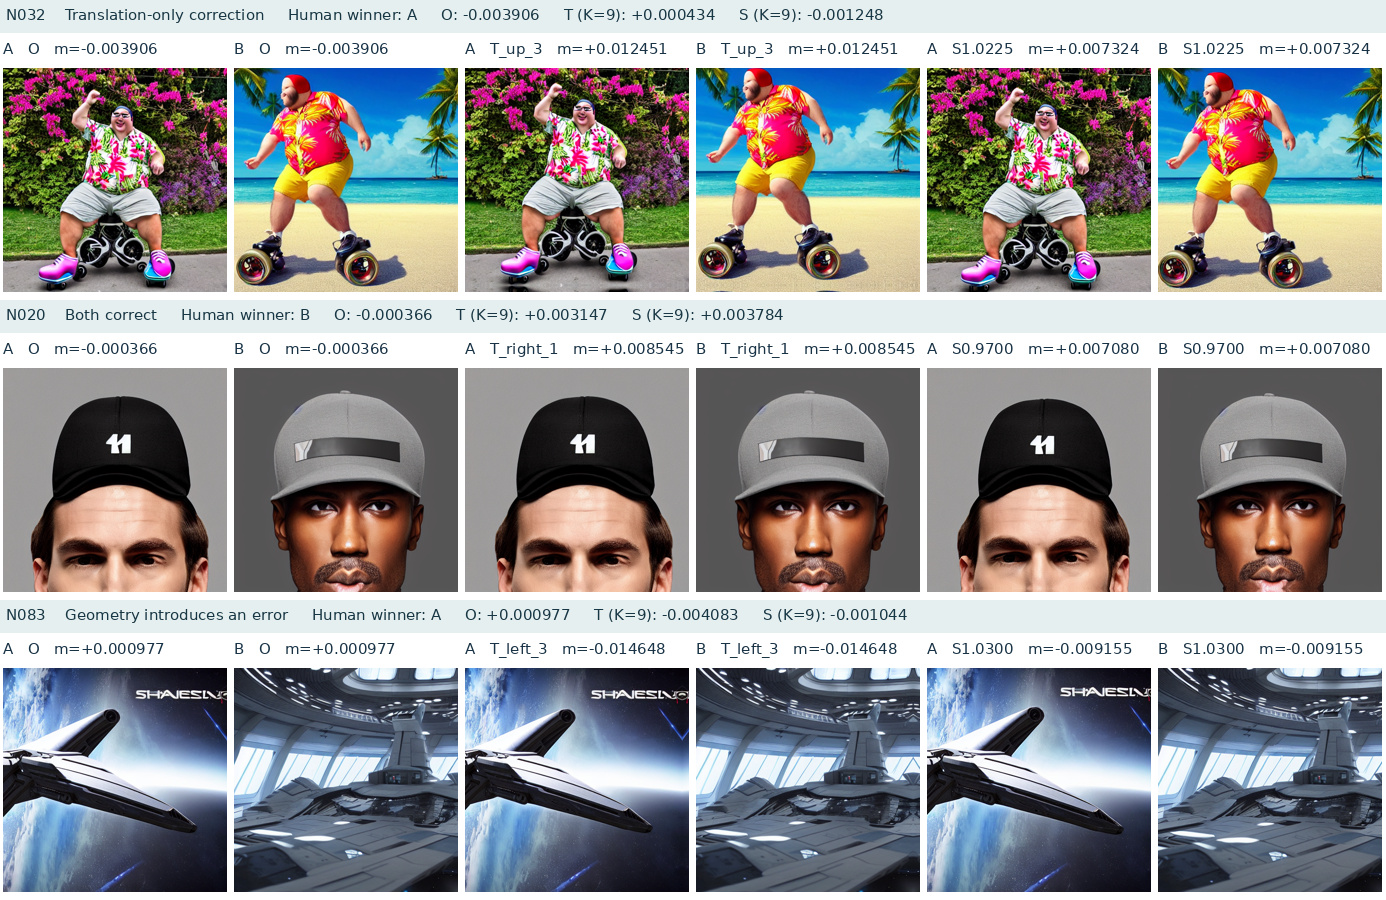 N032 Translation-only correction Human winner: A O: -0.003906 T (K=9): +0.000434 S (K=9): -0.001248
A O m=-0.003906 B O m=-0.003906 A T_up_3 m=+0.012451 B T_up_3 m=+0.012451 A S1.0225 m=+0.007324 B S1.0225 m=+0.007324
N020 Both correct Human winner: B O: -0.000366 T (K=9): +0.003147 S (K=9): +0.003784
A O m=-0.000366 B O m=-0.000366 A T_right_1 m=+0.008545 B T_right_1 m=+0.008545 A S0.9700 m=+0.007080 B S0.9700 m=+0.007080
11 Y 11 Y 11 Y
N083 Geometry introduces an error Human winner: A O: +0.000977 T (K=9): -0.004083 S (K=9): -0.001044
A O m=+0.000977 B O m=+0.000977 A T_left_3 m=-0.014648 B T_left_3 m=-0.014648 A S1.0300 m=-0.009155 B S1.0300 m=-0.009155